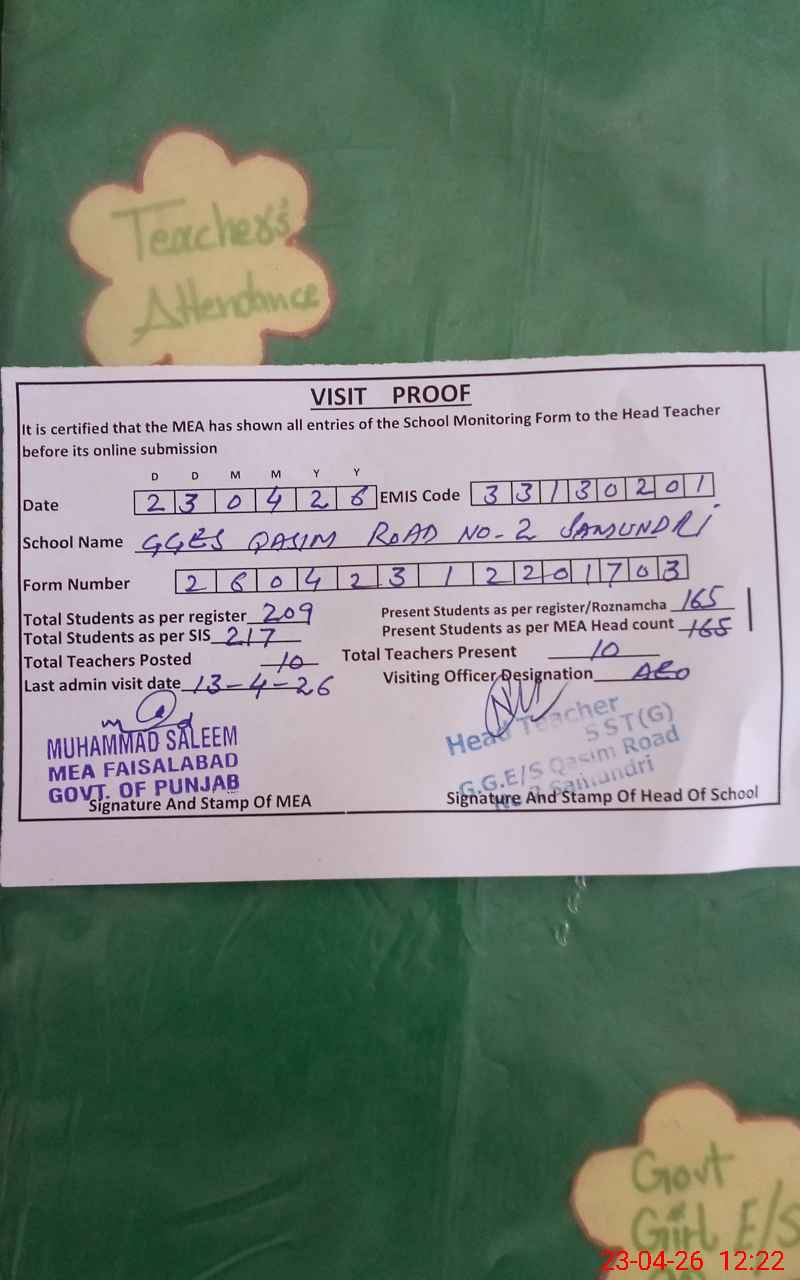 Teacher's
Attendance
VISIT PROOF
It is certified that the MEA has shown all entries of the School Monitoring Form to the Head Teacher
before its online submission
D D M M Y Y
Date 2 3 0 4 2 6 EMIS Code 3 3 1 3 0 2 0 1
School Name GGES QASIM ROAD NO-2 SAMUNDRI
Form Number 2 6 0 4 2 3 1 2 2 0 1 7 0 3
Total Students as per register 209 Present Students as per register/Roznamcha 165
Total Students as per SIS 217 Present Students as per MEA Head count 165
Total Teachers Posted 10 Total Teachers Present 10
Last admin visit date 13-4-26 Visiting Officer Designation AEO
MUHAMMAD SALEEM
MEA FAISALABAD
GOVT. OF PUNJAB
Signature And Stamp Of MEA
Head Teacher
SST(G)
G.G.E/S Qasim Road
No 2 Samundri
Signature And Stamp Of Head Of School
Govt
Girl E/S
23-04-26 12:22